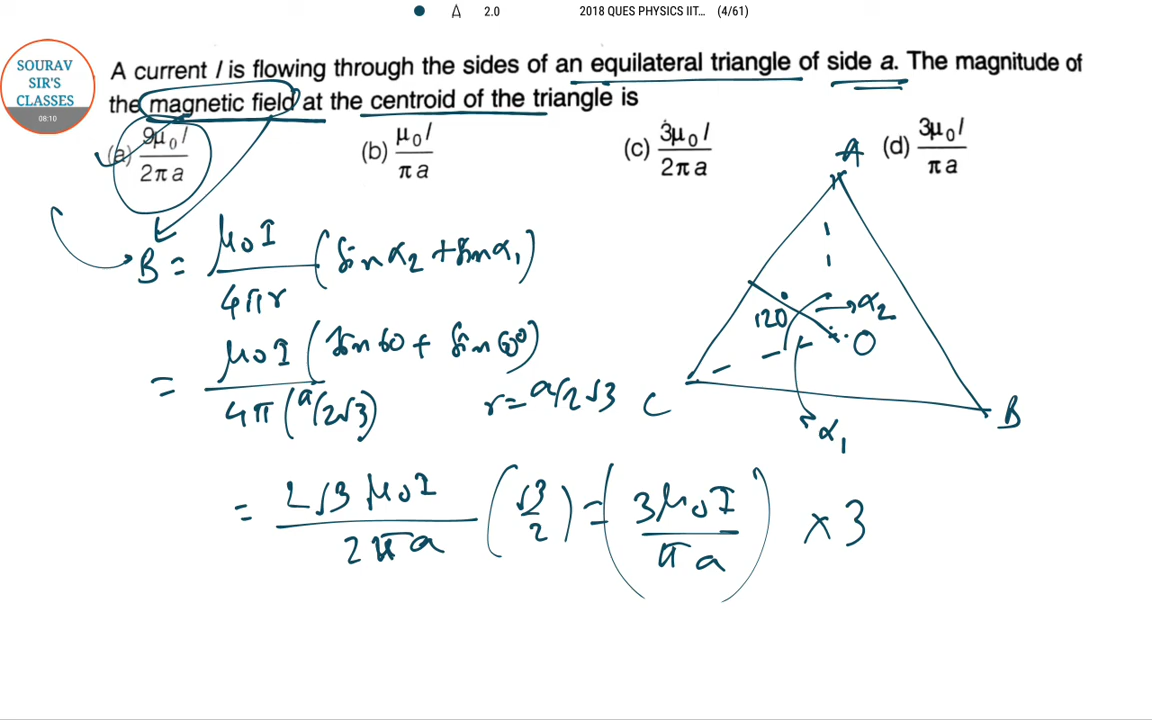 A 2.0 2018 QUES PHYSICS IIT... (4/61)
SOURAV
SIR'S
CLASSES
08:10
A current I is flowing through the sides of an equilateral triangle of side a. The magnitude of
the magnetic field at the centroid of the triangle is
(a) 9μ₀I / 2πa (b) μ₀I / πa (c) 3μ₀I / 2πa (d) 3μ₀I / πa
A
B = μ₀I / 4πr (sin α₂ + sin α₁)
120° α₂
O
= μ₀I / 4π(a/2√3) (sin 60 + sin 60°)
r = a/2√3
C
B
α₁
= 2√3 μ₀I / 2πa (√3/2) = (3μ₀I / πa) × 3